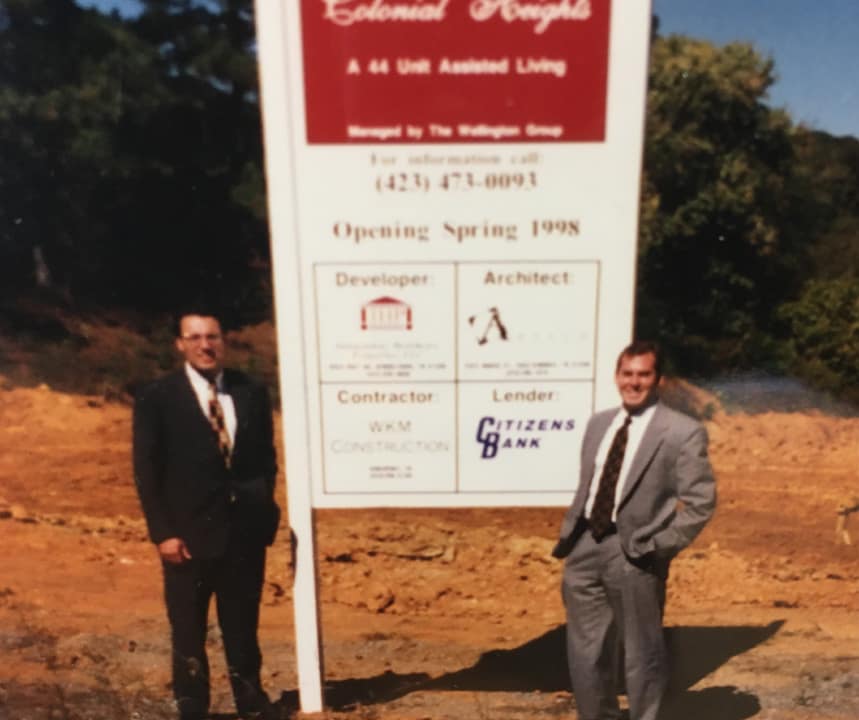 Colonial Heights
A 44 Unit Assisted Living
Managed by The Wellington Group
For information call:
(423) 473-0093
Opening Spring 1998
Developer:
Architect:
Contractor:
WKM
CONSTRUCTION
Lender:
CITIZENS
BANK